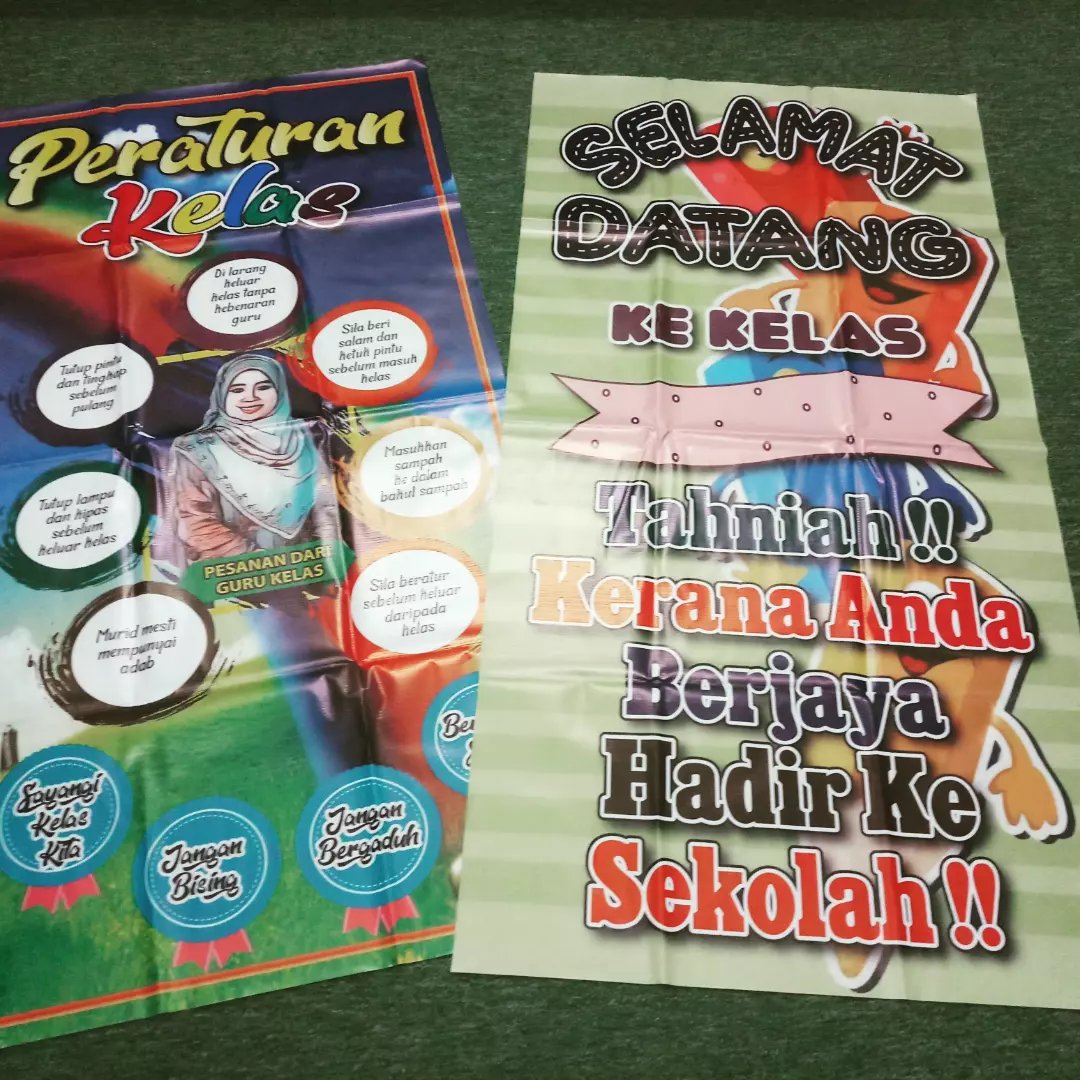 Peraturan
Kelas
Di larang
keluar
kelas tanpa
kebenaran
guru
Sila beri
salam dan
ketuk pintu
sebelum masuk
kelas
Tutup pintu
dan tingkap
sebelum
pulang
Masukkan
sampah
ke dalam
bakul sampah
Tutup lampu
dan kipas
sebelum
keluar kelas
PESANAN DARI
GURU KELAS
Sila beratur
sebelum keluar
daripada
kelas
Murid mesti
mempunyai
adab
Sayangi
Kelas
Kita
Jangan
Bising
Jangan
Bergaduh
SELAMAT
DATANG
KE KELAS
Tahniah !!
Kerana Anda
Berjaya
Hadir Ke
Sekolah !!